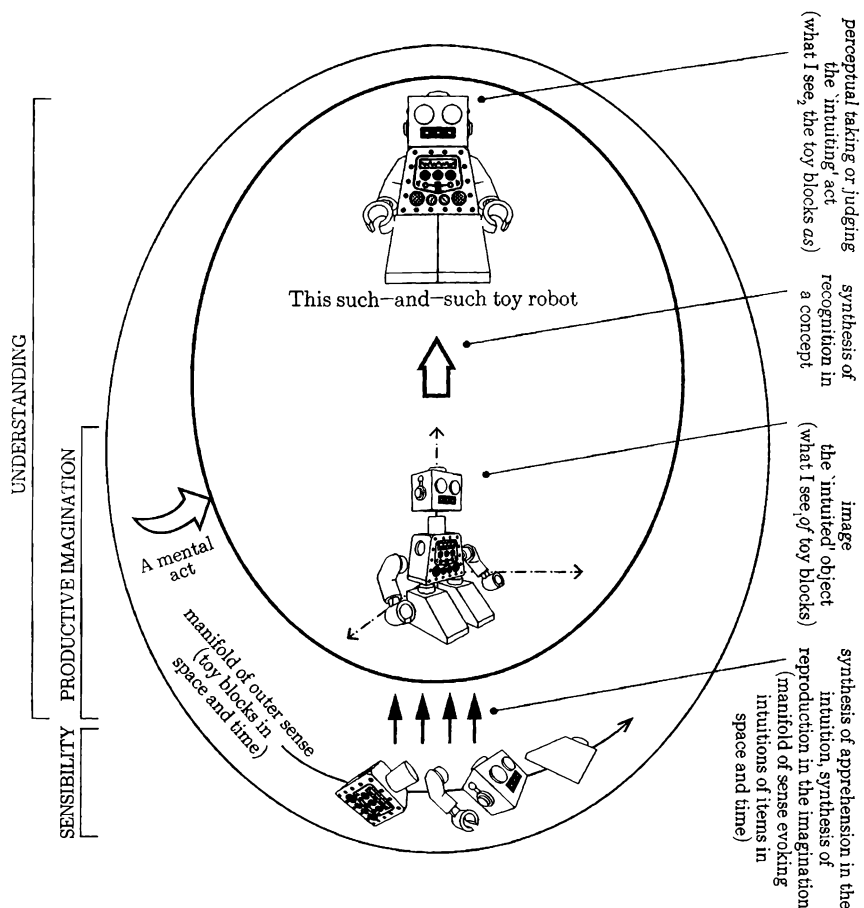 perceptual taking or judging
the `intuiting' act
(what I see₂ the toy blocks as)
synthesis of
recognition in
a concept
image
the `intuited' object
(what I see₁ of toy blocks)
synthesis of apprehension in the
intuition, synthesis of
reproduction in the imagination
(manifold of sense evoking
intuitions of items in
space and time)
This such-and-such toy robot
UNDERSTANDING
PRODUCTIVE IMAGINATION
SENSIBILITY
A mental
act
manifold of outer sense
(toy blocks in
space and time)